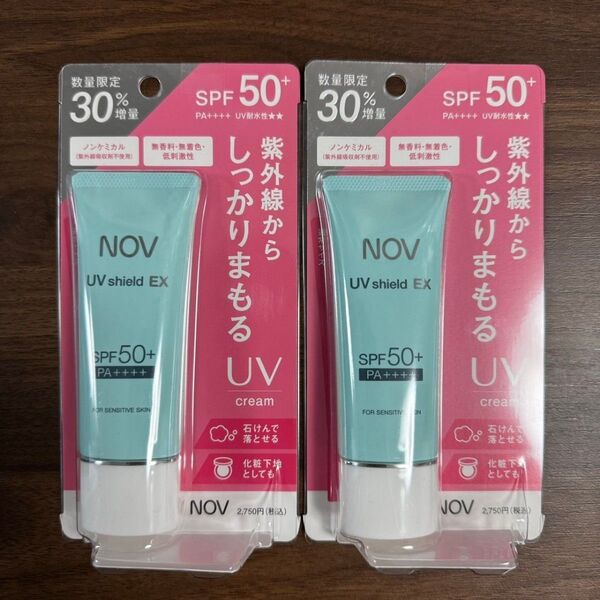 数量限定
30%増量
SPF 50+
PA++++ UV耐水性★★
ノンケミカル
(紫外線吸収剤不使用)
無香料・無着色・
低刺激性
紫外線から
しっかりまもる
UV
cream
石けんで
落とせる
化粧下地
としても
NOV
2,750円(税込)
NOV
UV shield EX
SPF50+
PA++++
FOR SENSITIVE SKIN
数量限定
30%増量
SPF 50+
PA++++ UV耐水性★★
ノンケミカル
(紫外線吸収剤不使用)
無香料・無着色・
低刺激性
紫外線から
しっかりまもる
UV
cream
石けんで
落とせる
化粧下地
としても
NOV
2,750円(税込)
NOV
UV shield EX
SPF50+
PA++++
FOR SENSITIVE SKIN